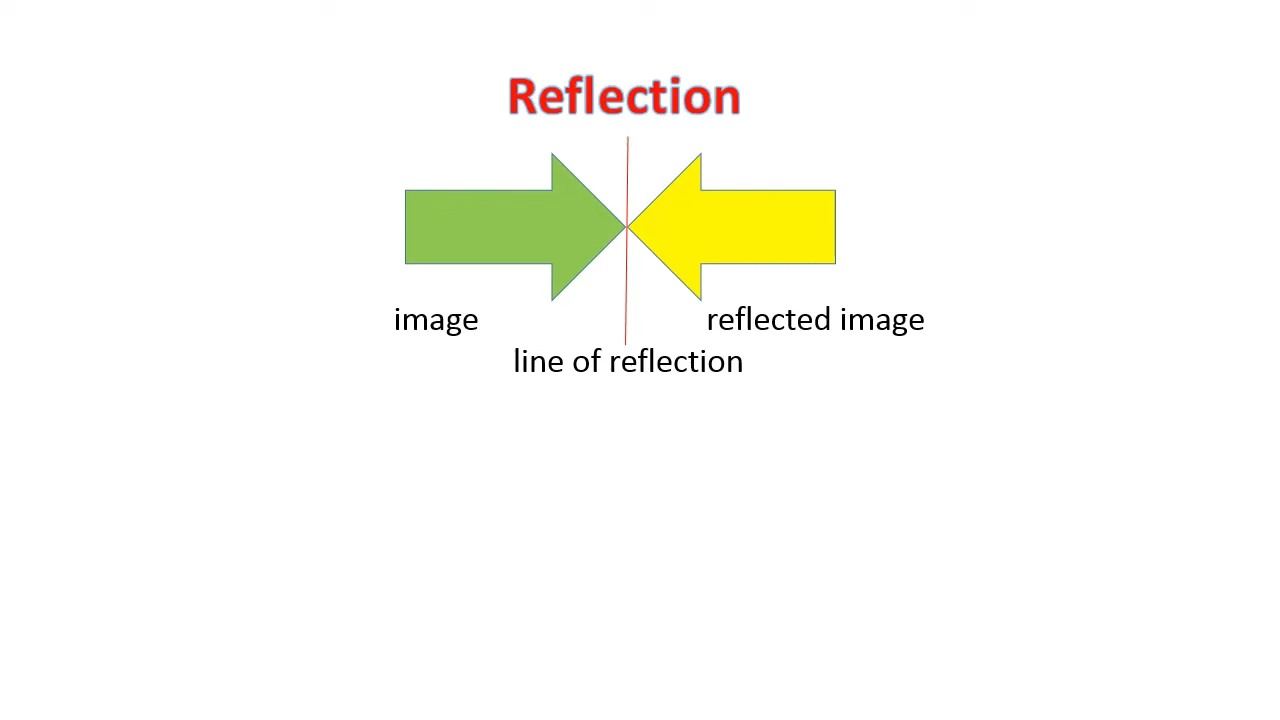 Reflection
image
reflected image
line of reflection